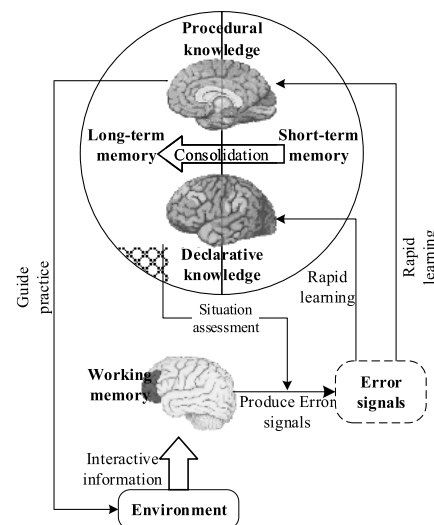 Procedural
knowledge
Long-term
memory
Consolidation
Short-term
memory
Declarative
knowledge
Guide
practice
Rapid
learning
Rapid
learning
Situation
assessment
Working
memory
Produce Error
signals
Error
signals
Interactive
information
Environment